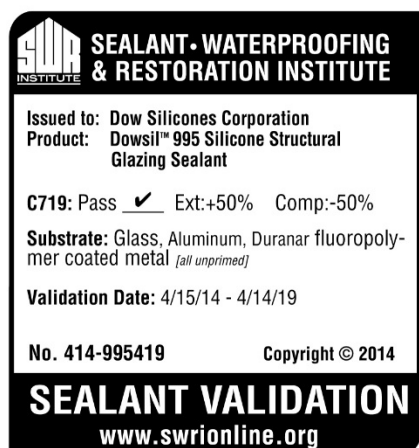 SWR
INSTITUTE
SEALANT • WATERPROOFING
& RESTORATION INSTITUTE
Issued to: Dow Silicones Corporation
Product: Dowsil™ 995 Silicone Structural
Glazing Sealant
C719: Pass ✔ Ext:+50% Comp:-50%
Substrate: Glass, Aluminum, Duranar fluoropoly-
mer coated metal [all unprimed]
Validation Date: 4/15/14 - 4/14/19
No. 414-995419 Copyright © 2014
SEALANT VALIDATION
www.swrionline.org